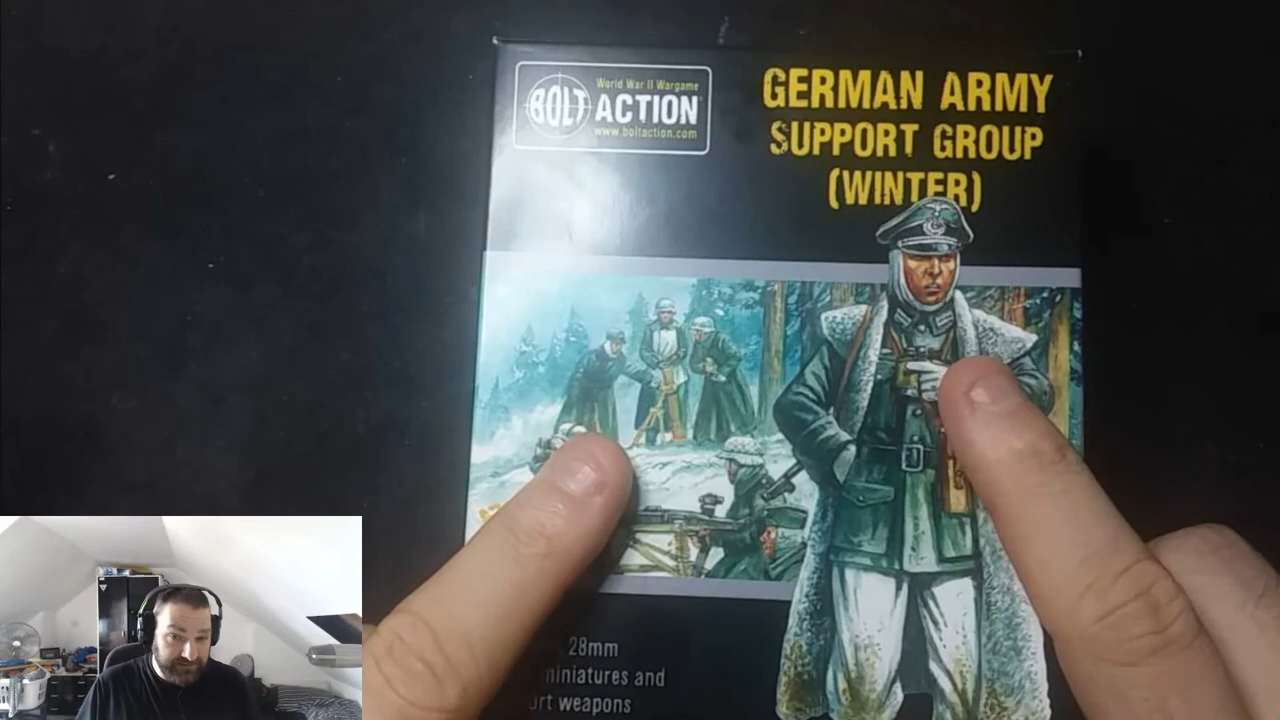 World War II Wargame
BOLT ACTION
www.boltaction.com
GERMAN ARMY
SUPPORT GROUP
(WINTER)
28mm
miniatures and
weapons